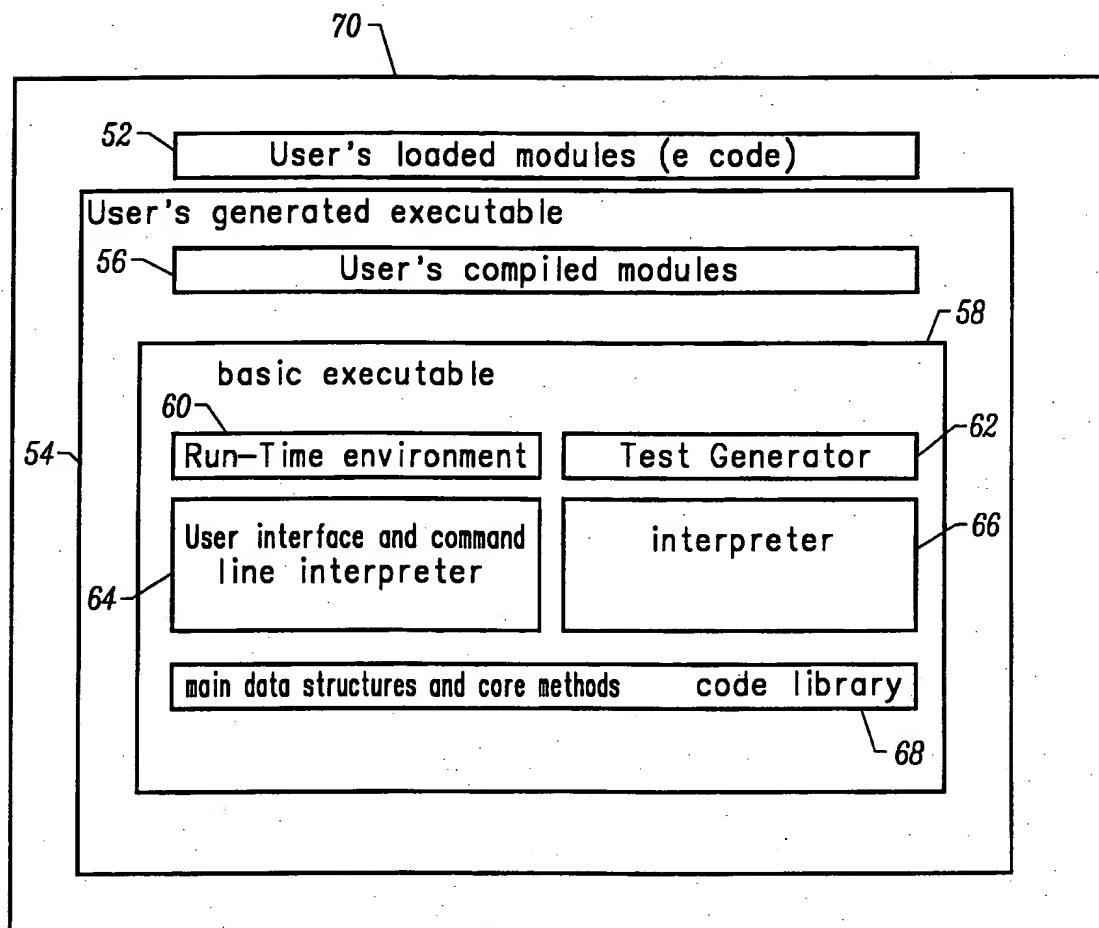 70
52
User's loaded modules (e code)
User's generated executable
56
User's compiled modules
58
basic executable
60
62
54
Run-Time environment
Test Generator
User interface and command
line interpreter
interpreter
66
64
main data structures and core methods code library
68